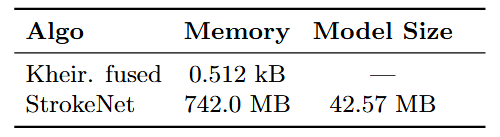 Algo Memory Model Size
Kheir. fused 0.512 kB —
StrokeNet 742.0 MB 42.57 MB